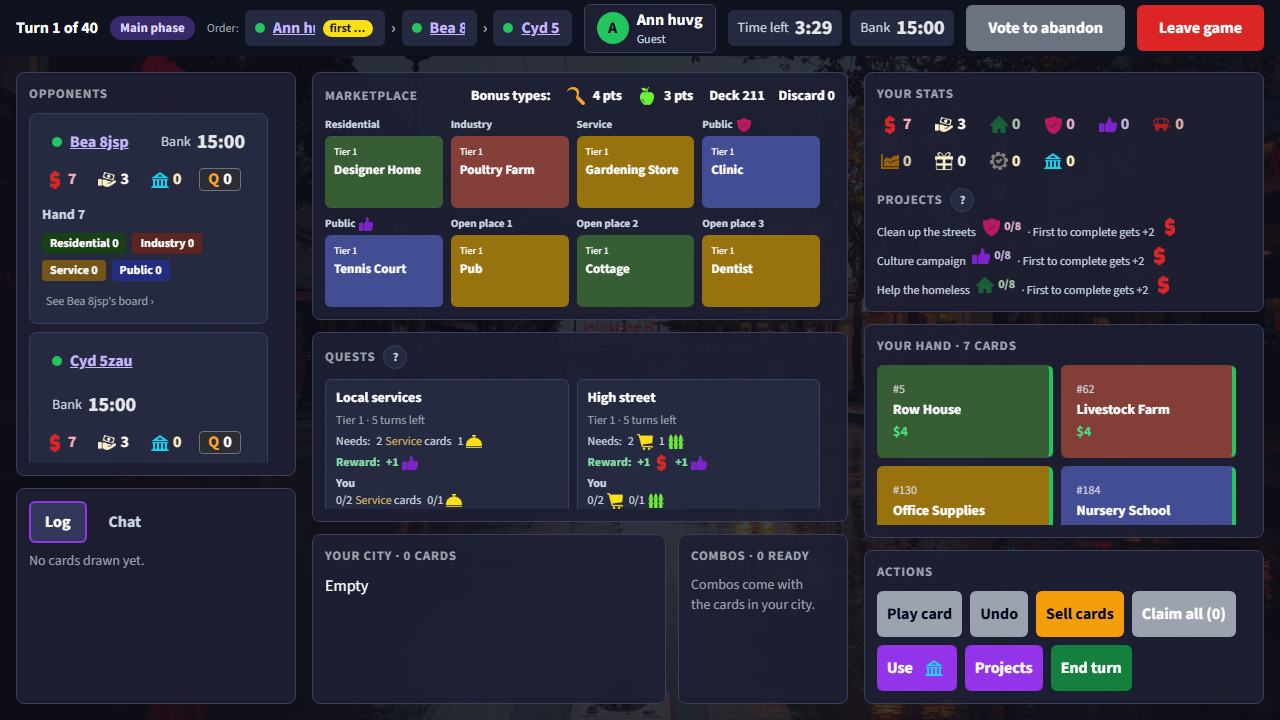 Turn 1 of 40
Main phase
Order:
first ...
›
Bea 8
›
Cyd 5
A
Ann huvg
Guest
Time left 3:29
Bank 15:00
Vote to abandon
Leave game
OPPONENTS
Bea 8jsp
Bank 15:00
7 3 0 Q 0
Hand 7
Residential 0 Industry 0
Service 0 Public 0
See Bea 8jsp's board ›
Cyd 5zau
Bank 15:00
7 3 0 Q 0
Log Chat
No cards drawn yet.
MARKETPLACE Bonus types: 4 pts 3 pts Deck 211 Discard 0
Residential Industry Service Public
Tier 1 Tier 1 Tier 1 Tier 1
Designer Home Poultry Farm Gardening Store Clinic
Public Open place 1 Open place 2 Open place 3
Tier 1 Tier 1 Tier 1 Tier 1
Tennis Court Pub Cottage Dentist
QUESTS ?
Local services
Tier 1 · 5 turns left
Needs: 2 Service cards 1
Reward: +1
You
0/2 Service cards 0/1
High street
Tier 1 · 5 turns left
Needs: 2 1
Reward: +1 +1
You
0/2 0/1
YOUR CITY · 0 CARDS
Empty
COMBOS · 0 READY
Combos come with
the cards in your city.
YOUR STATS
7 3 0 0 0 0
0 0 0 0
PROJECTS ?
Clean up the streets 0/8 · First to complete gets +2
Culture campaign 0/8 · First to complete gets +2
Help the homeless 0/8 · First to complete gets +2
YOUR HAND · 7 CARDS
#5
Row House
$4
#62
Livestock Farm
$4
#130
Office Supplies
#184
Nursery School
ACTIONS
Play card Undo Sell cards Claim all (0)
Use Projects End turn